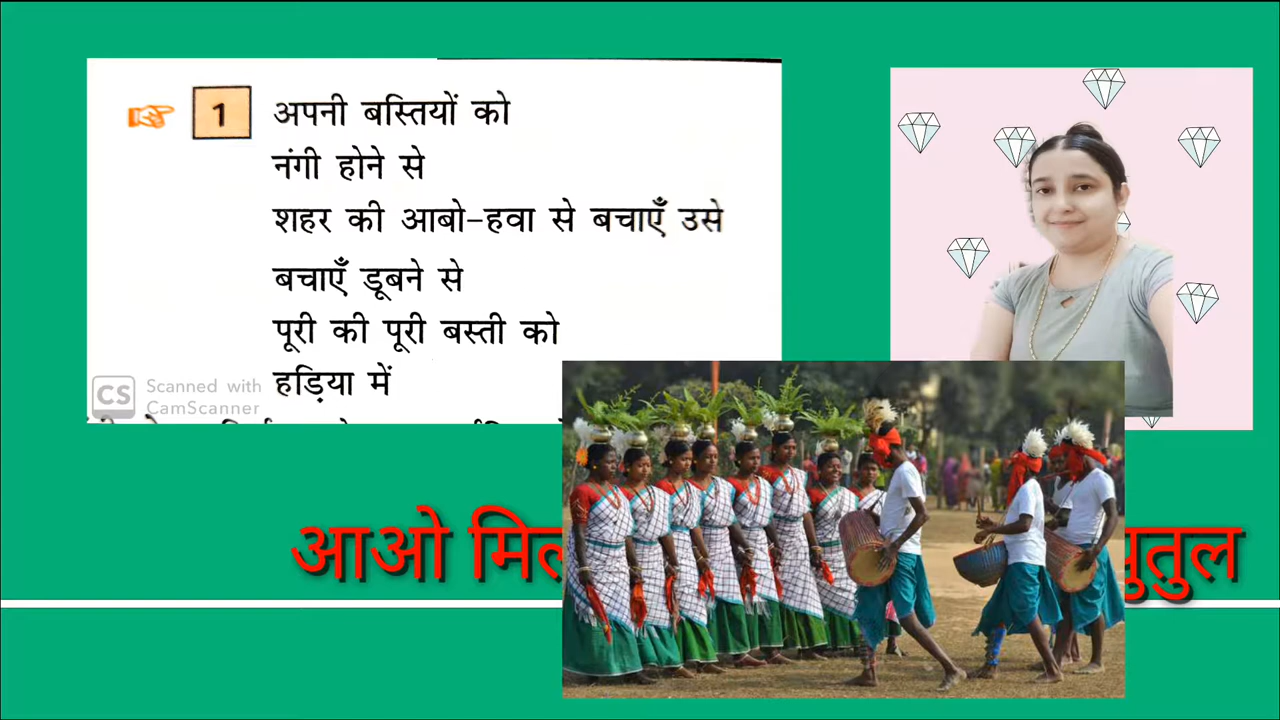 1 अपनी बस्तियों को
नंगी होने से
शहर की आबो-हवा से बचाएँ उसे
बचाएँ डूबने से
पूरी की पूरी बस्ती को
हड़िया में
CS Scanned with
CamScanner
आओ